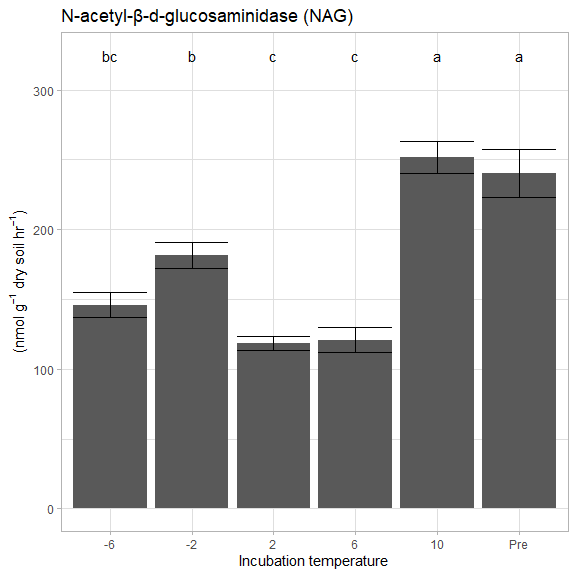 N-acetyl-β-d-glucosaminidase (NAG)
bc b c c a a
300
200
100
0
(nmol g⁻¹ dry soil hr⁻¹)
-6 -2 2 6 10 Pre
Incubation temperature